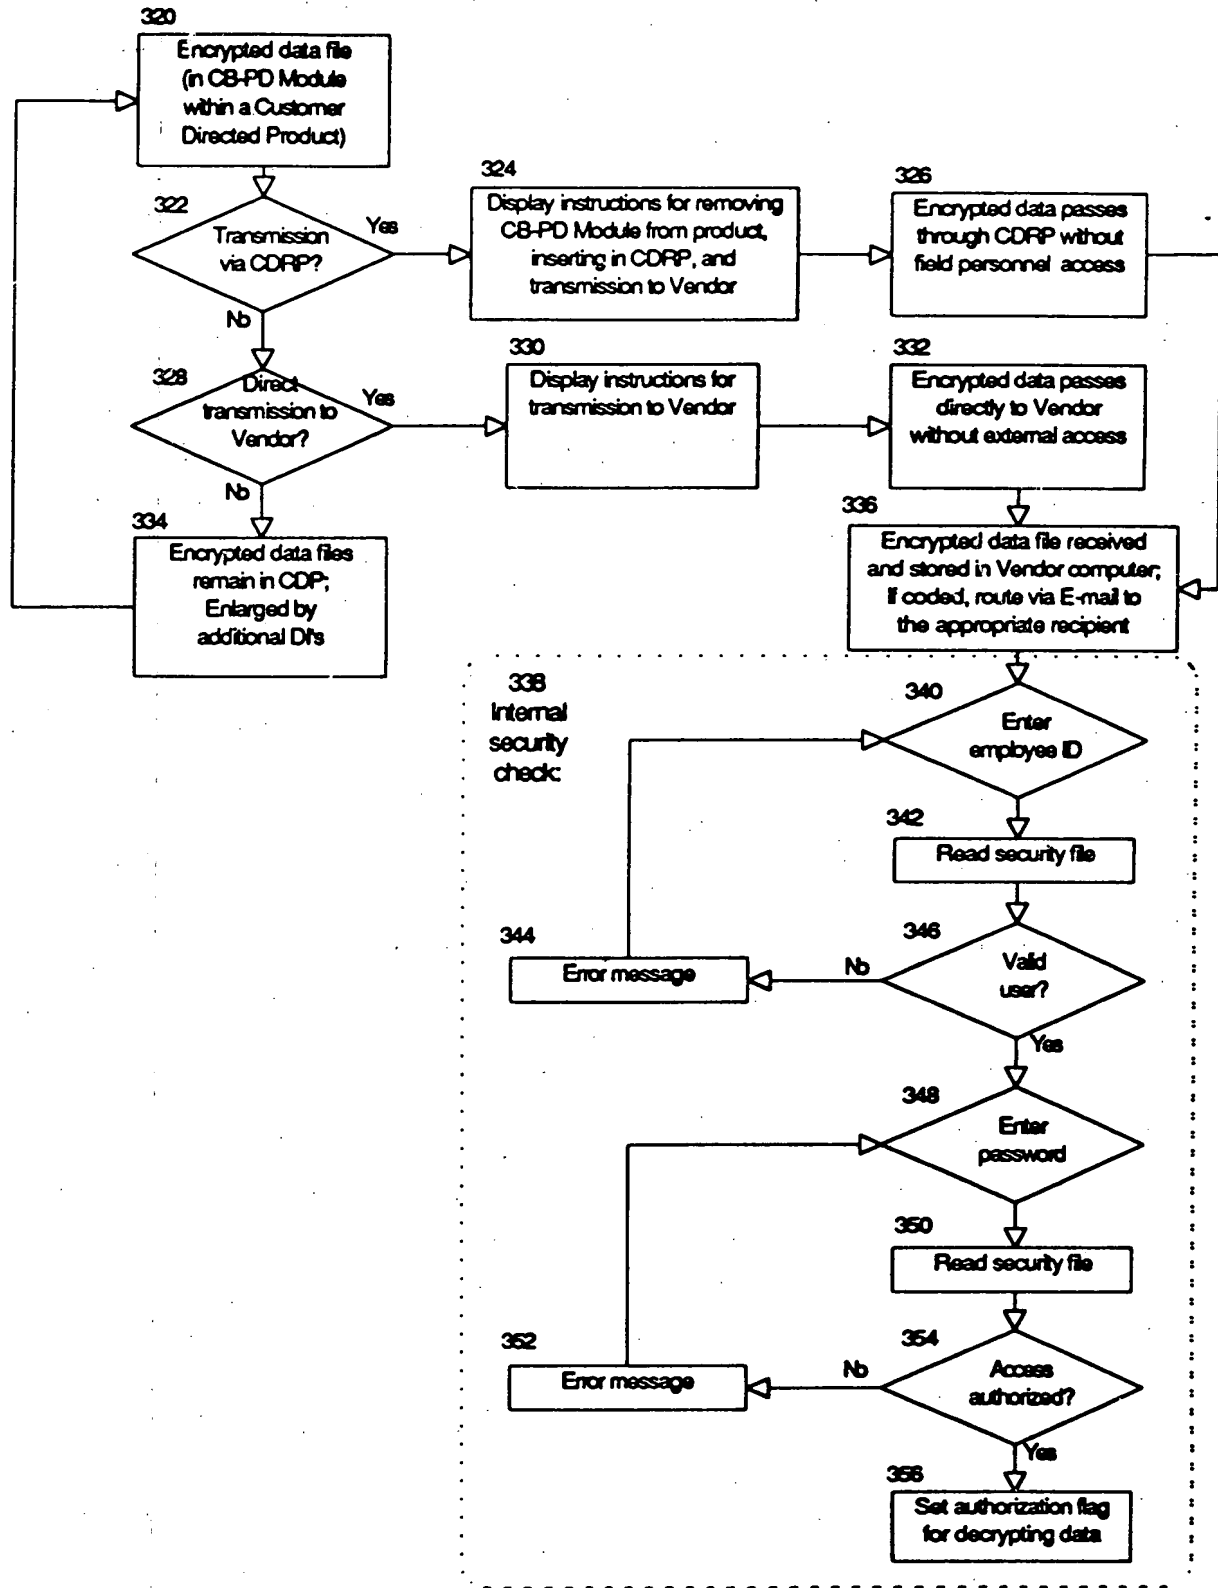 320
Encrypted data file
(in CB-PD Module
within a Customer
Directed Product)
322
Transmission
via CDRP?
Yes
No
324
Display instructions for removing
CB-PD Module from product,
inserting in CDRP, and
transmission to Vendor
326
Encrypted data passes
through CDRP without
field personnel access
328
Direct
transmission to
Vendor?
Yes
No
330
Display instructions for
transmission to Vendor
332
Encrypted data passes
directly to Vendor
without external access
334
Encrypted data files
remain in CDP;
Enlarged by
additional DI's
336
Encrypted data file received
and stored in Vendor computer;
If coded, route via E-mail to
the appropriate recipient
338
Internal
security
check:
340
Enter
employee ID
342
Read security file
344
Error message
346
Valid
user?
No
Yes
348
Enter
password
350
Read security file
352
Error message
354
Access
authorized?
No
Yes
356
Set authorization flag
for decrypting data